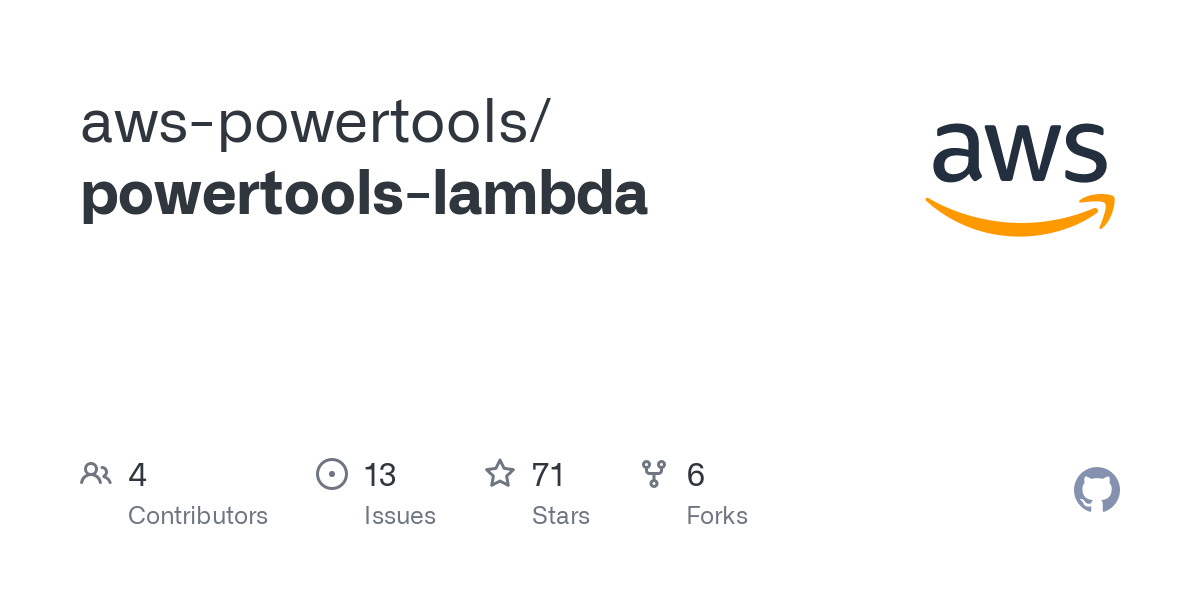 aws-powertools/
powertools-lambda
aws
4
Contributors
13
Issues
71
Stars
6
Forks